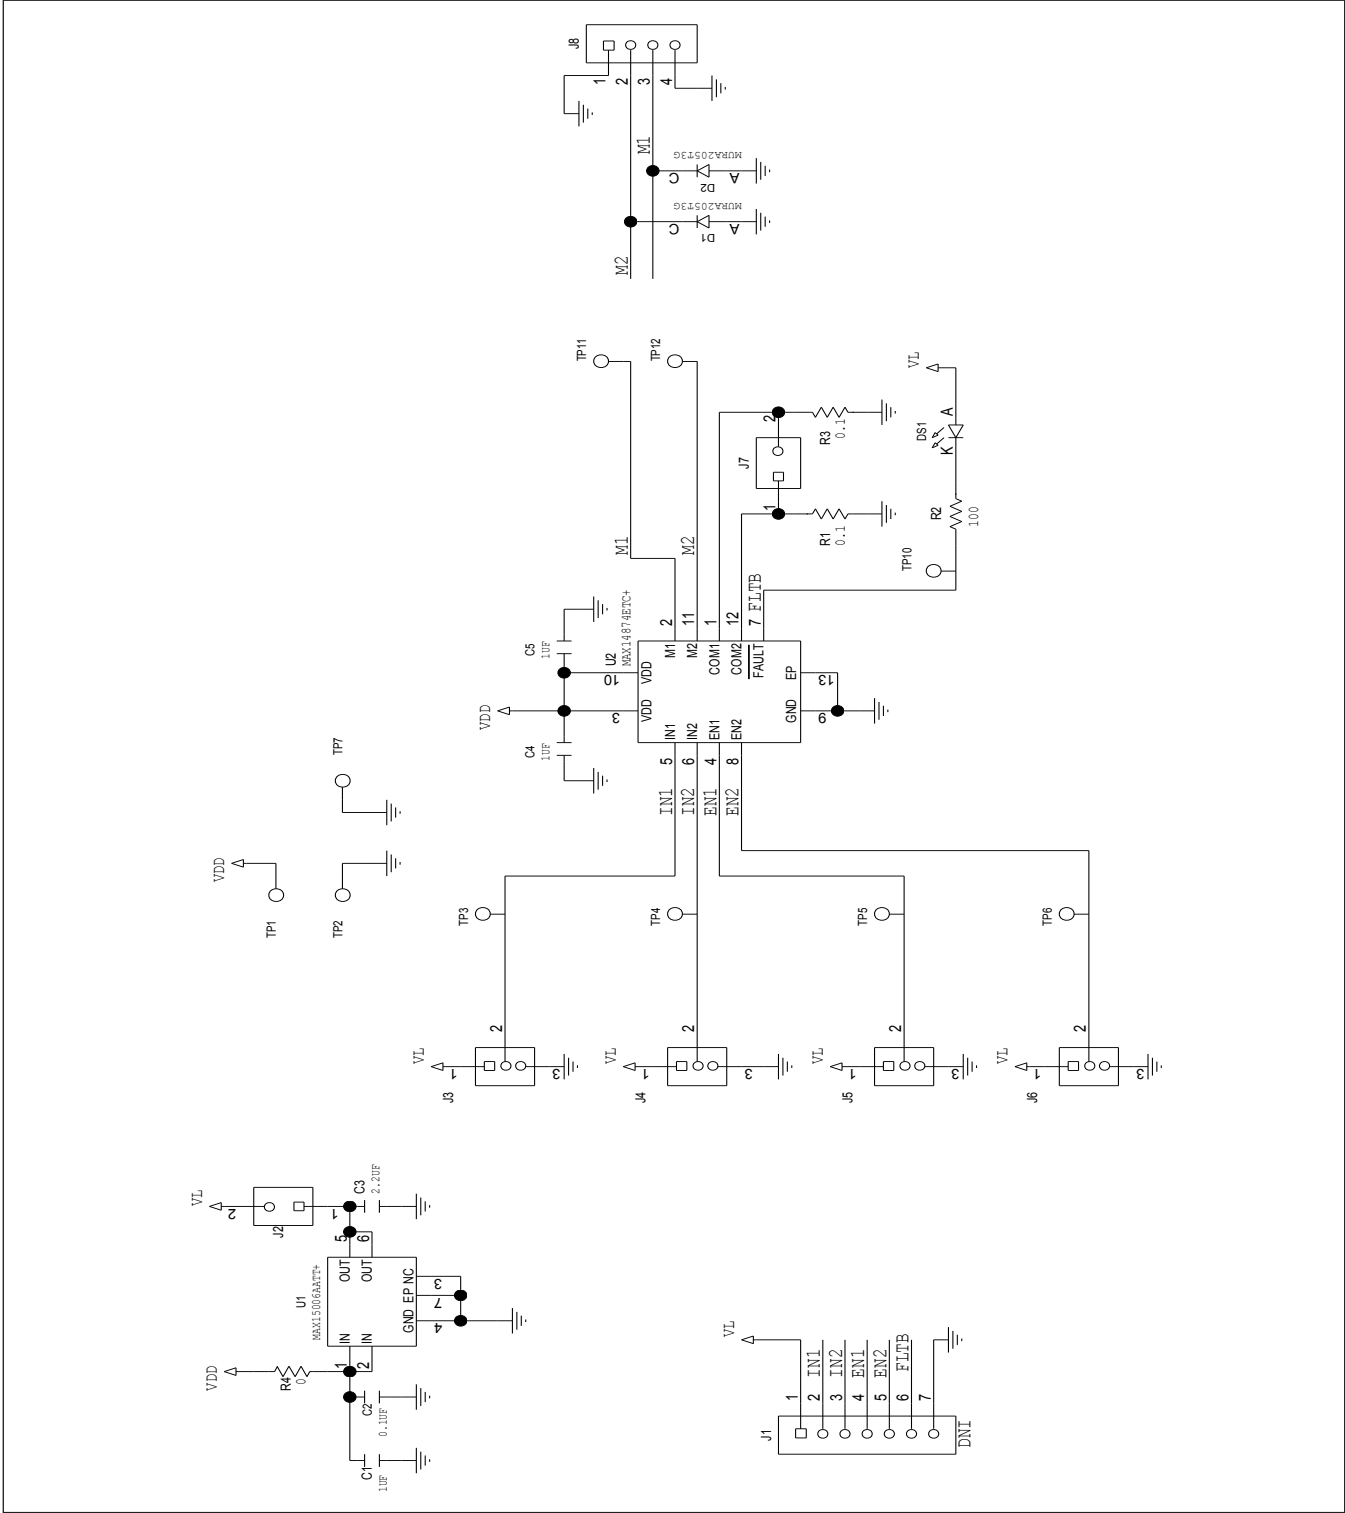 J8
1
2
3
4
M1
MURA205T3G
C
A
D2
MURA205T3G
C
A
D1
M2
TP11
TP12
VL
A
DS1
K
R2
100
TP10
2
R3
0.1
J7
1
R1
0.1
M1
M2
FLTB
C5
1UF
U2
MAX14874ETC+
2
11
1
12
7
10
3
VDD
VDD
VDD
M1
M2
COM1
COM2
FAULT
EP
13
GND
9
IN1
IN2
EN1
EN2
5
6
4
8
IN1
IN2
EN1
EN2
C4
1UF
TP7
VDD
TP1
TP2
TP3
TP4
TP5
TP6
2
VL
1
3
J3
2
VL
1
3
J4
2
VL
1
3
J5
2
VL
1
3
J6
VL
2
J2
1
C3
2.2UF
5
6
OUT
OUT
U1
MAX15006AATT+
GND
EP
NC
4
7
3
IN
IN
1
2
VDD
R4
0
C2
0.1UF
C1
1UF
VL
IN1
IN2
EN1
EN2
FLTB
1
2
3
4
5
6
7
J1
DNI